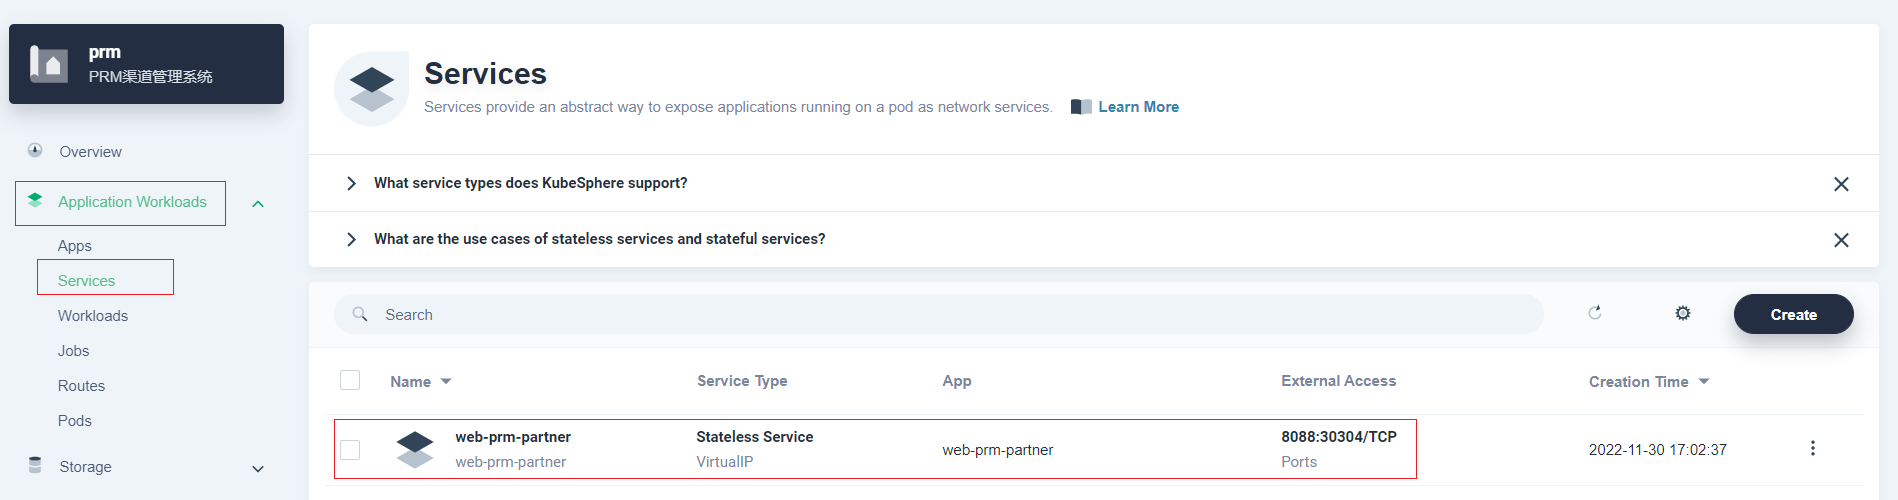 prm
PRM渠道管理系统
Overview
Application Workloads
Apps
Services
Workloads
Jobs
Routes
Pods
Storage
Services
Services provide an abstract way to expose applications running on a pod as network services.
Learn More
What service types does KubeSphere support?
What are the use cases of stateless services and stateful services?
Search
Create
Name
Service Type
App
External Access
Creation Time
web-prm-partner
web-prm-partner
Stateless Service
VirtualIP
web-prm-partner
8088:30304/TCP
Ports
2022-11-30 17:02:37